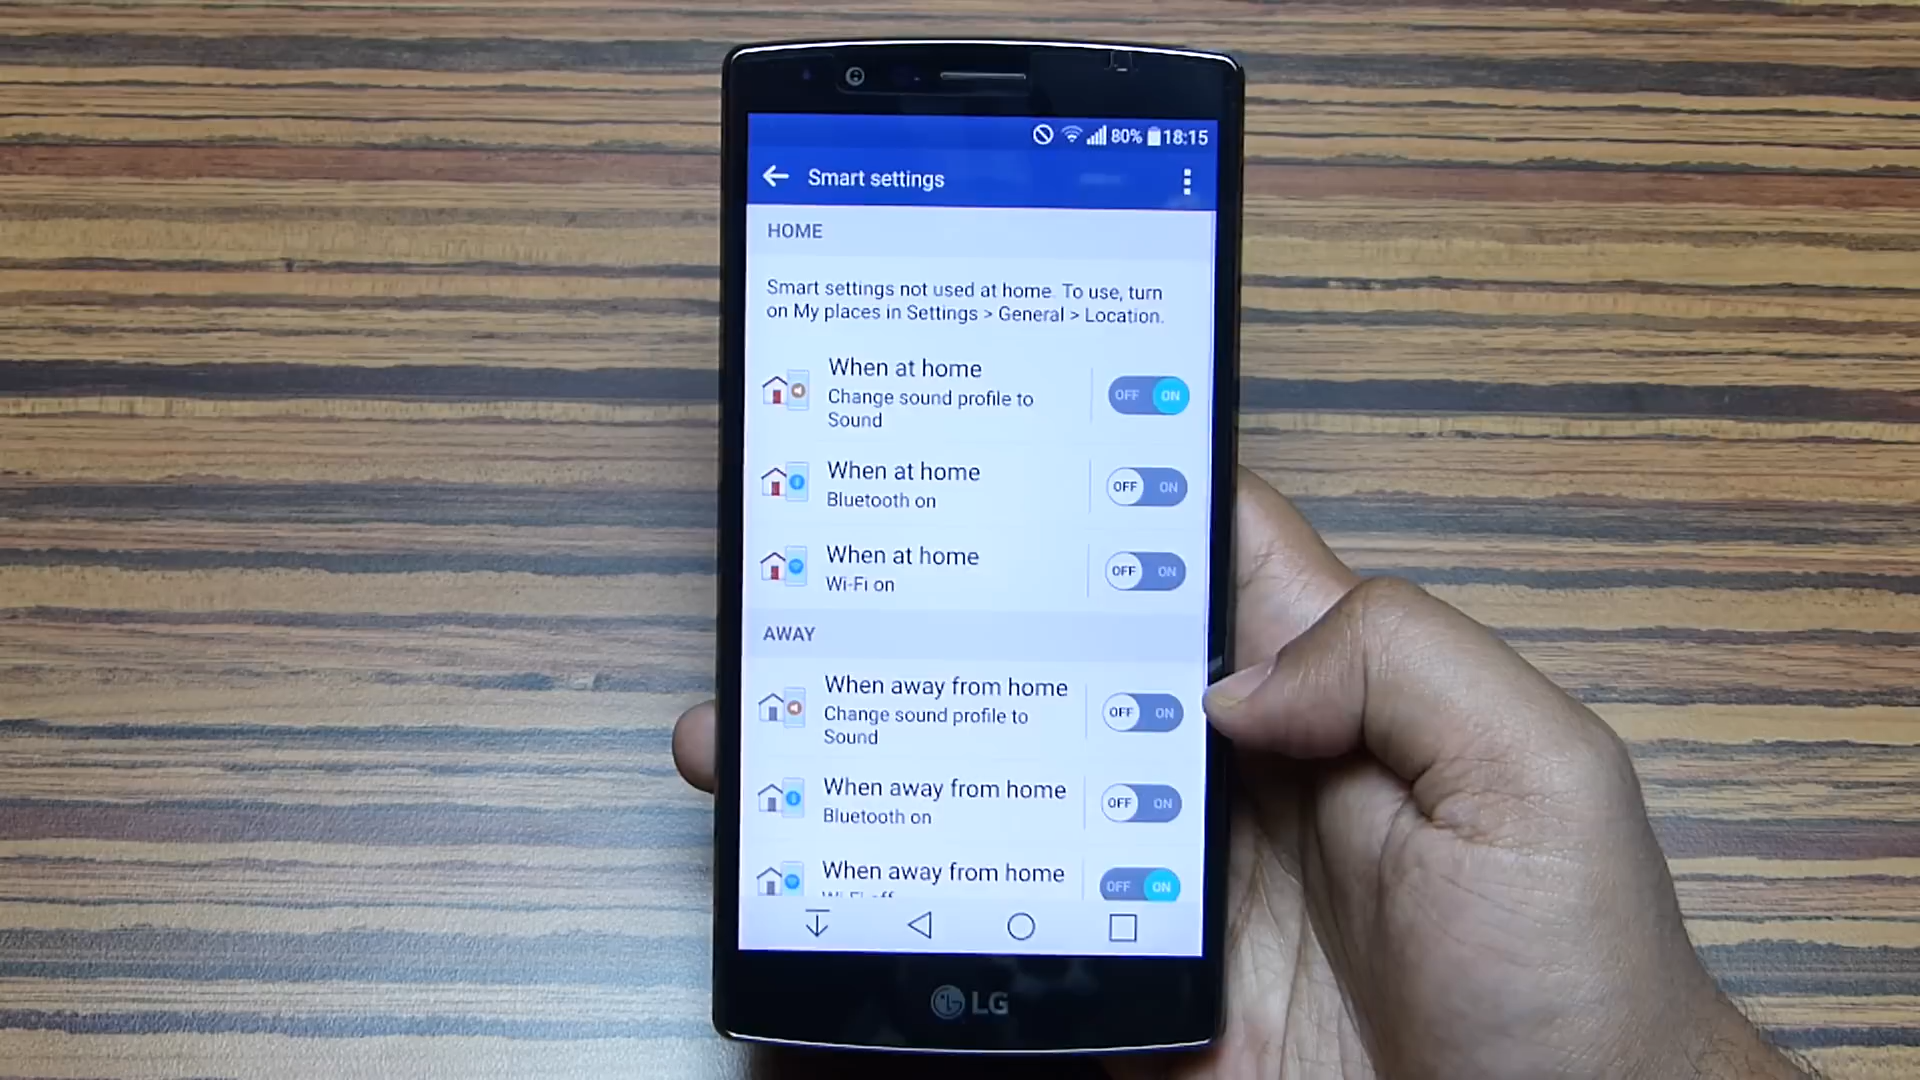 80% 18:15
Smart settings
HOME
Smart settings not used at home. To use, turn
on My places in Settings > General > Location.
When at home
Change sound profile to
Sound
OFF ON
When at home
Bluetooth on
OFF ON
When at home
Wi-Fi on
OFF ON
AWAY
When away from home
Change sound profile to
Sound
OFF ON
When away from home
Bluetooth on
OFF ON
When away from home
Wi-Fi off
OFF ON
LG